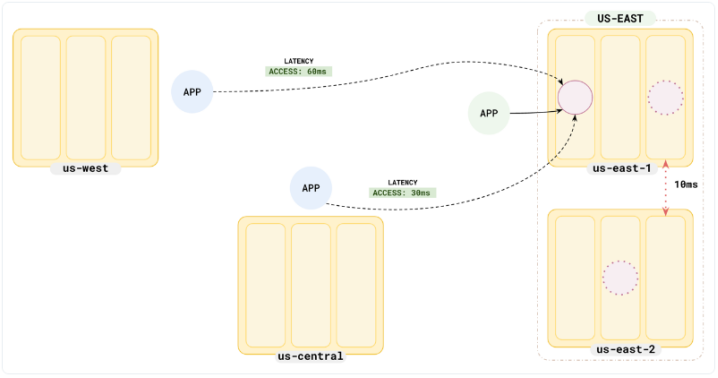 US-EAST
LATENCY
ACCESS: 60ms
APP
APP
us-west
us-east-1
LATENCY
ACCESS: 30ms
10ms
APP
us-central
us-east-2